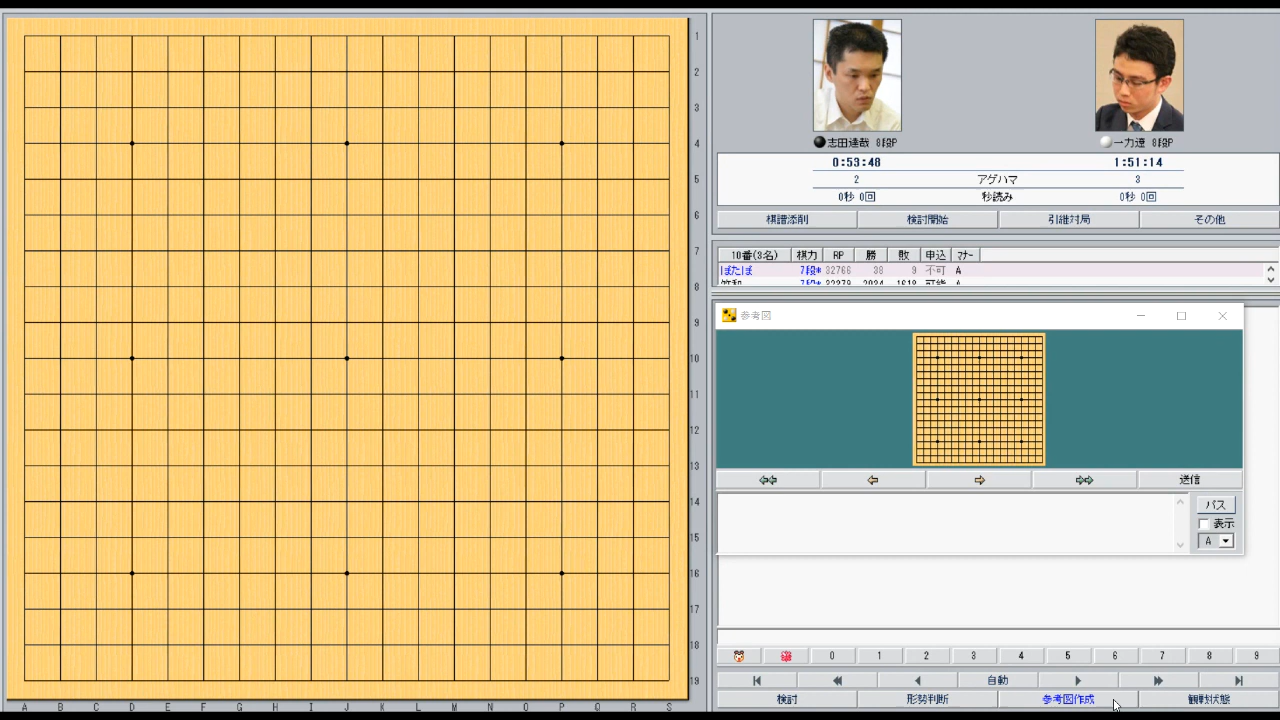 志田達哉 8段P
一力遼 8段P
0:53:48
1:51:14
2 アゲハマ 3
0秒 0回 秒読み 0秒 0回
棋譜添削 検討開始 引継対局 その他
10番(3名) 棋力 RP 勝 敗 申込 マナー
ぽたぽ 7段* 32766 38 9 不可 A
参考図
送信
パス
表示
A
0 1 2 3 4 5 6 7 8 9
自動
検討 形勢判断 参考図作成 観戦状態
1
2
3
4
5
6
7
8
9
10
11
12
13
14
15
16
17
18
19
A B C D E F G H I J K L M N O P Q R S